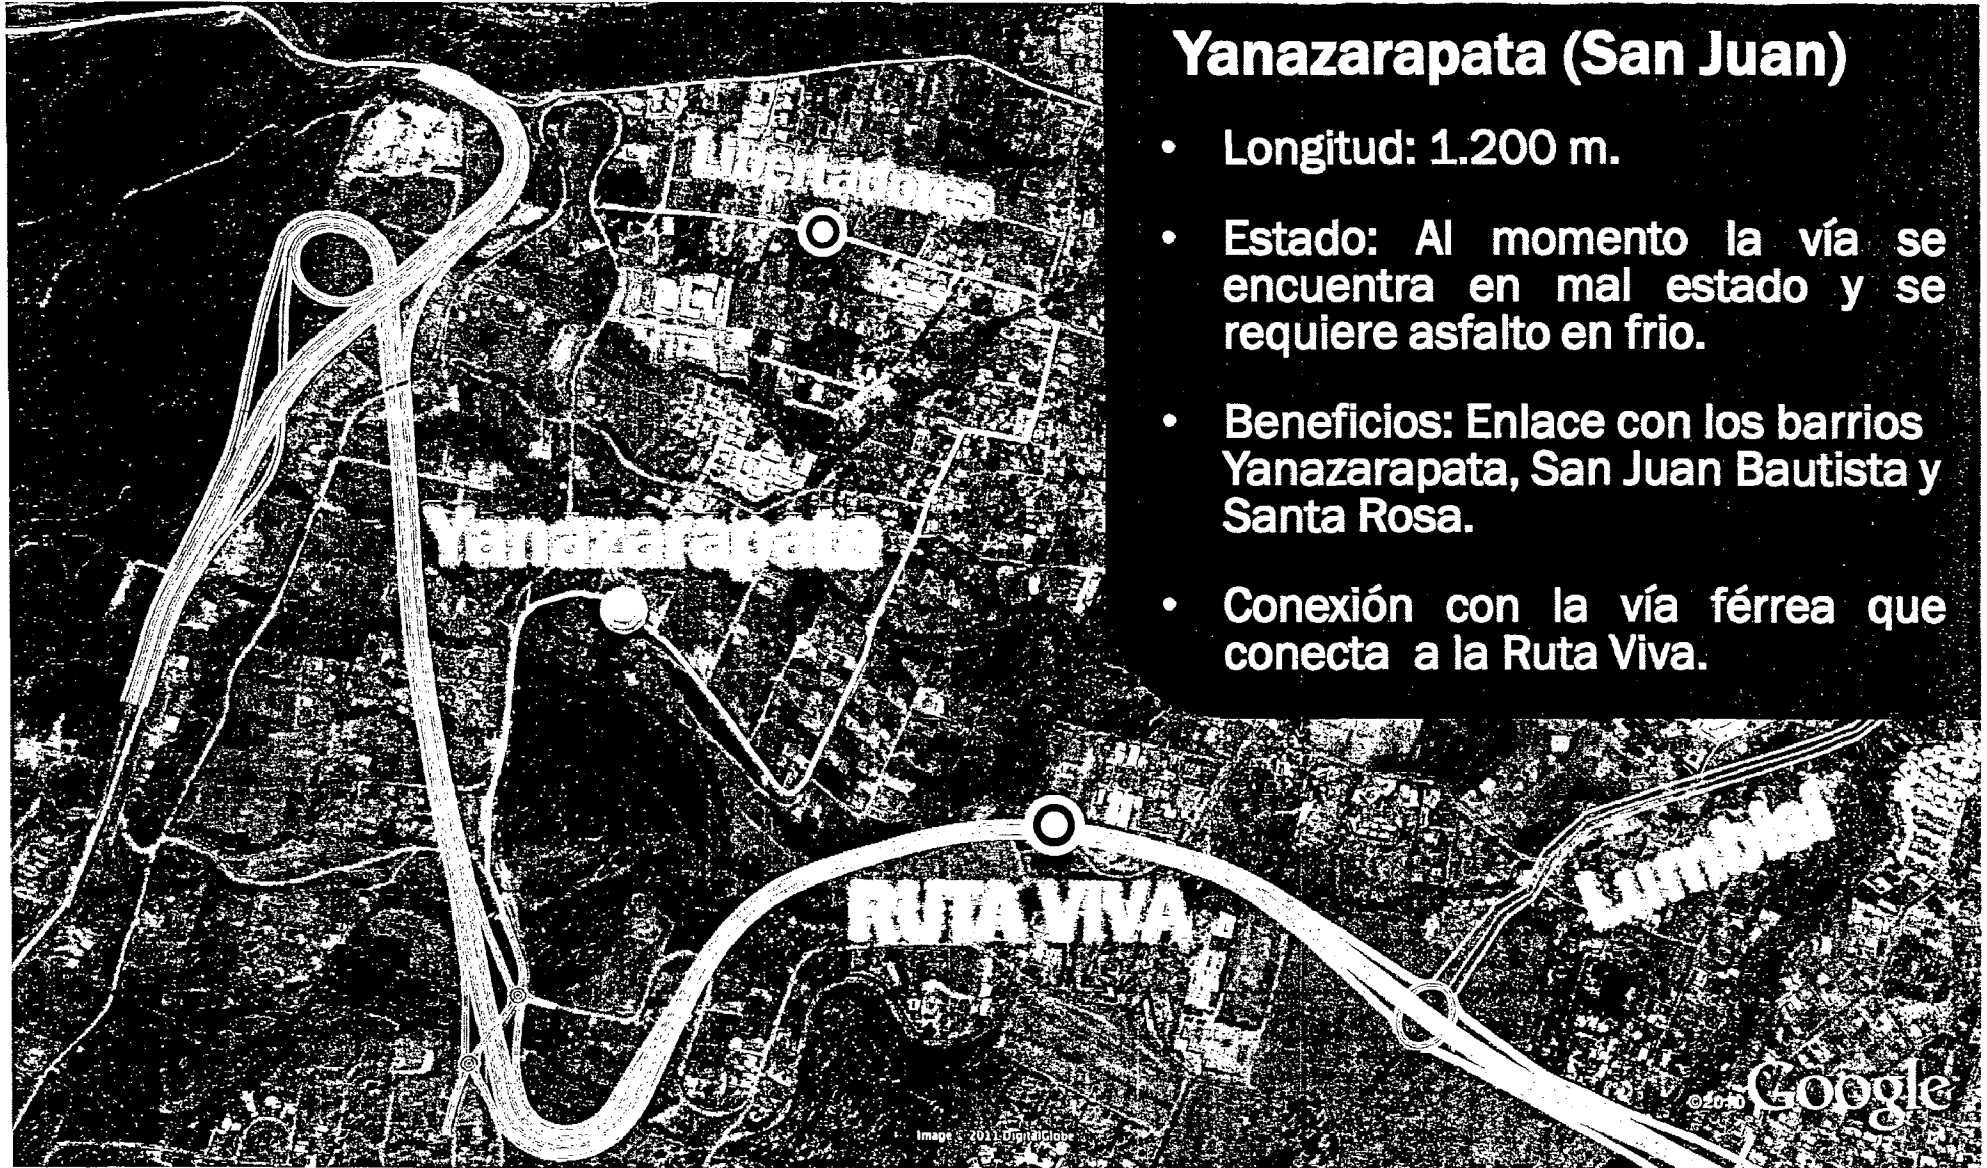 Yanazarapata (San Juan)
• Longitud: 1.200 m.
• Estado: Al momento la vía se
encuentra en mal estado y se
requiere asfalto en frio.
• Beneficios: Enlace con los barrios
Yanazarapata, San Juan Bautista y
Santa Rosa.
• Conexión con la vía férrea que
conecta a la Ruta Viva.
Libertadores
Yanazarapata
RUTA VIVA
Lumbisi
Image © 2011 DigitalGlobe
©2010 Google